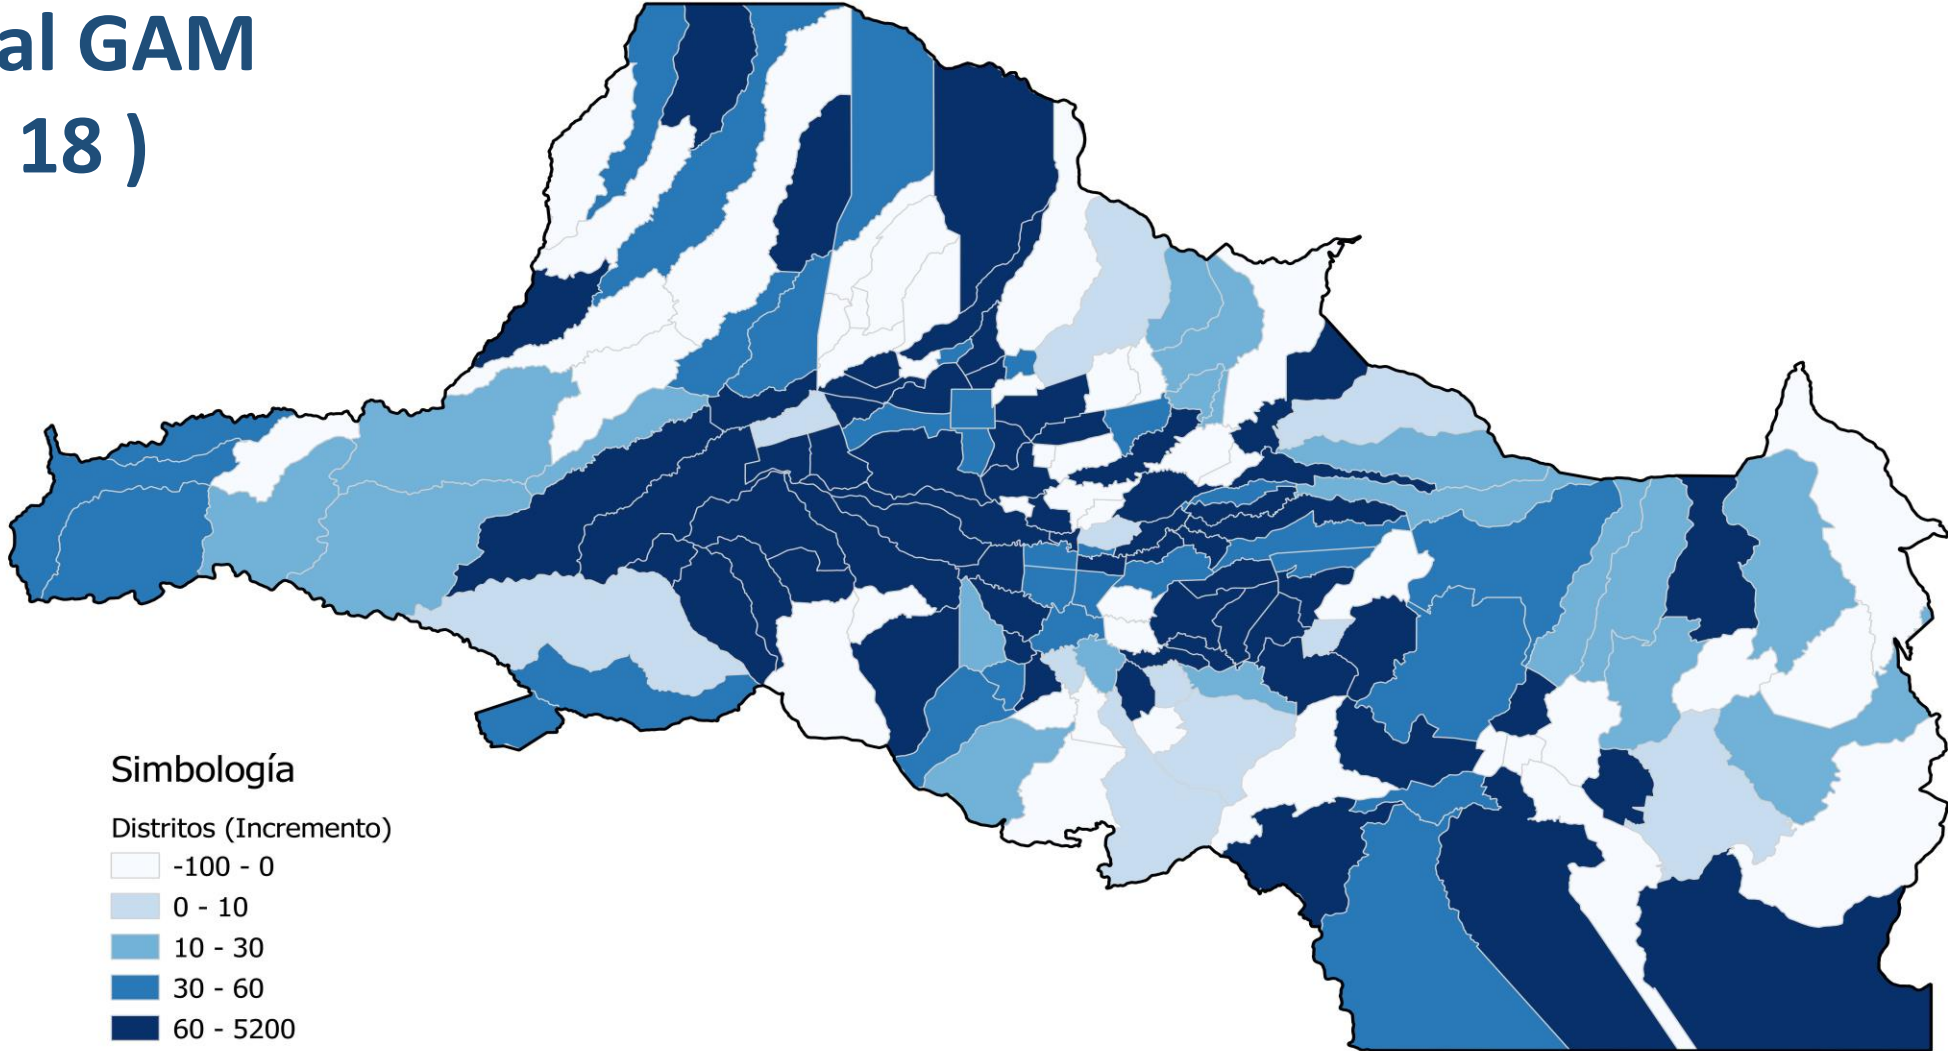 al GAM
18 )
Simbología
Distritos (Incremento)
-100 - 0
0 - 10
10 - 30
30 - 60
60 - 5200